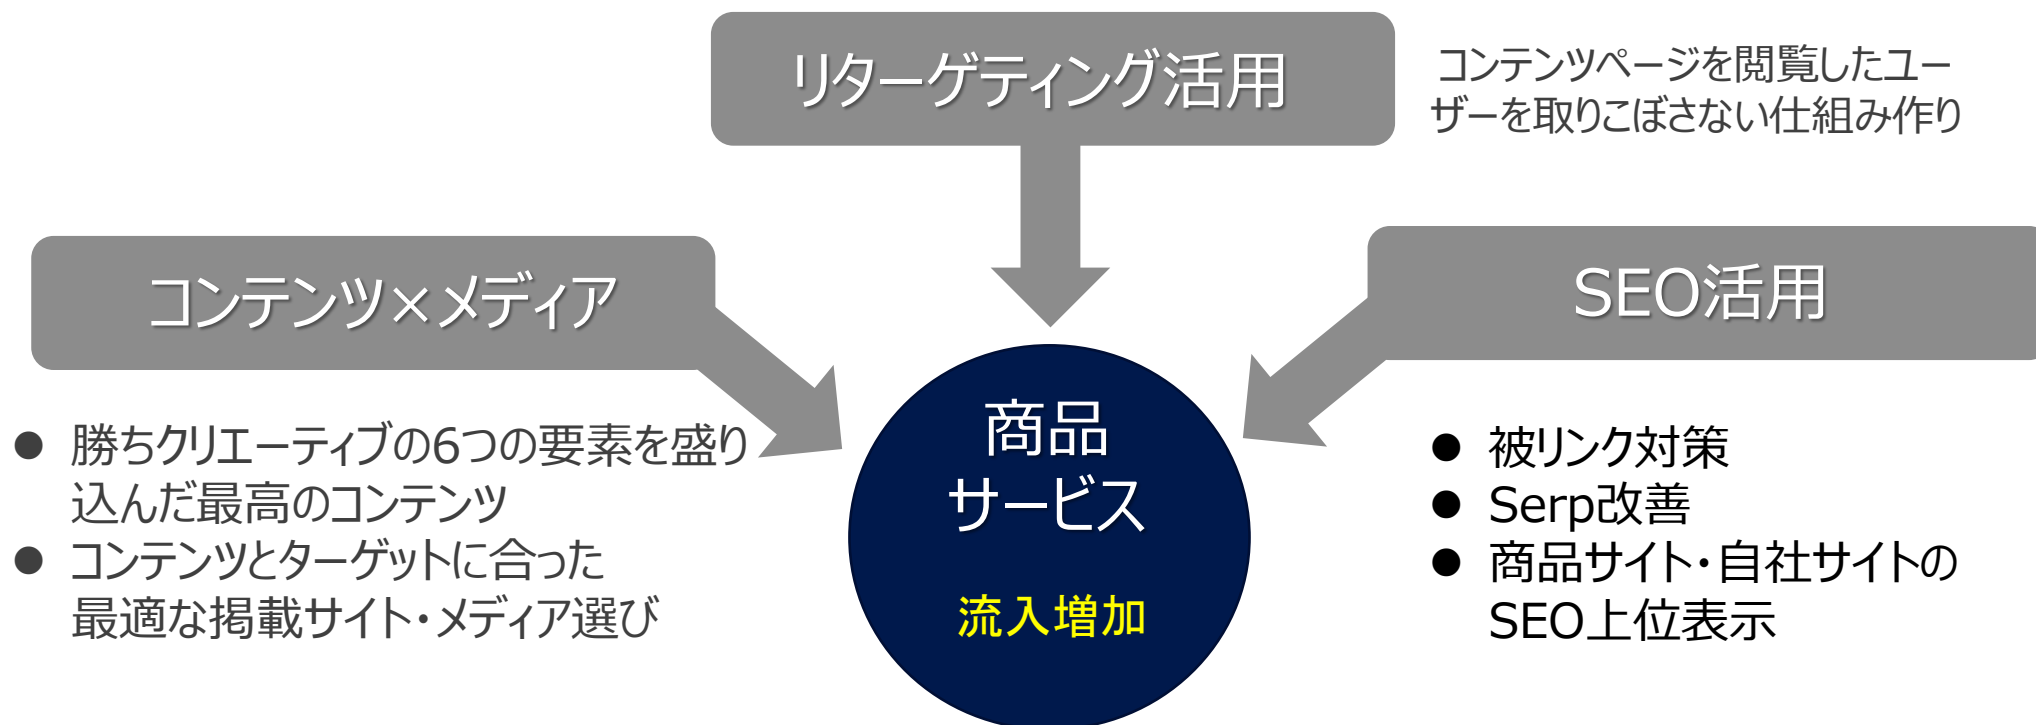 リターゲティング活用
コンテンツページを閲覧したユー
ザーを取りこぼさない仕組み作り
コンテンツ×メディア
SEO活用
● 勝ちクリエーティブの6つの要素を盛り
込んだ最高のコンテンツ
● コンテンツとターゲットに合った
最適な掲載サイト・メディア選び
商品
サービス
流入増加
● 被リンク対策
● Serp改善
● 商品サイト・自社サイトの
SEO上位表示